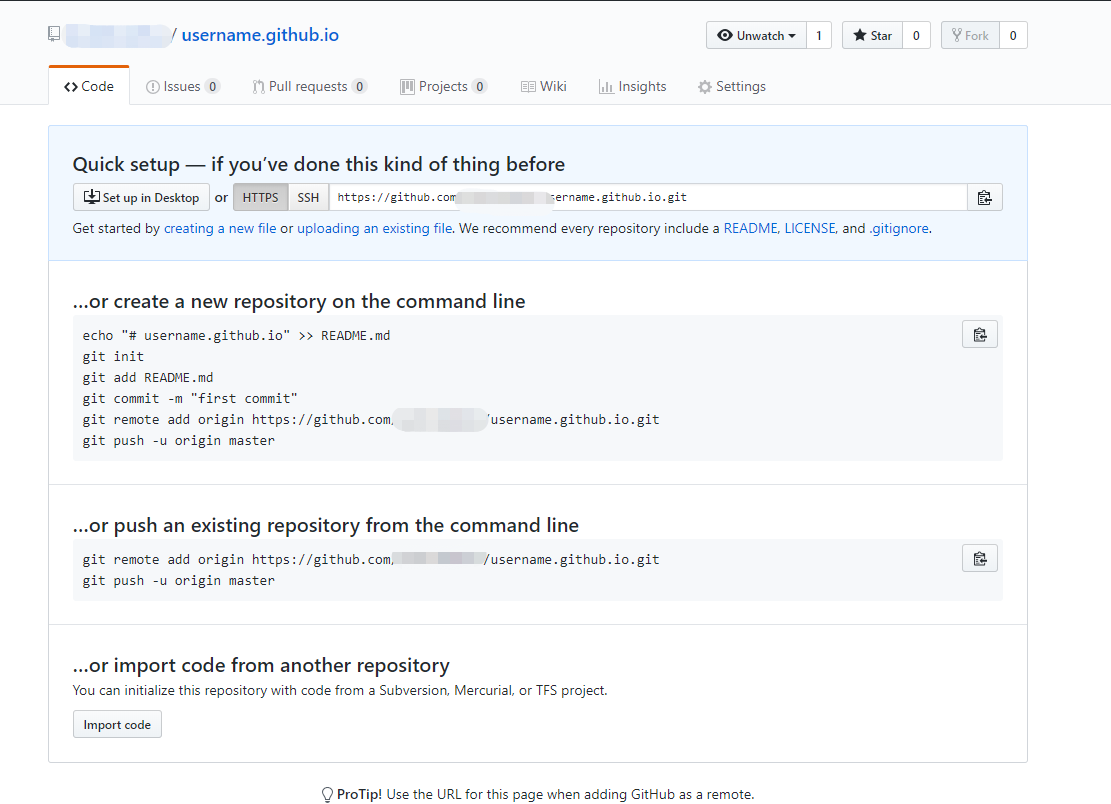 / username.github.io
Unwatch 1 Star 0 Fork 0
Code Issues 0 Pull requests 0 Projects 0 Wiki Insights Settings
Quick setup — if you’ve done this kind of thing before
Set up in Desktop or HTTPS SSH https://github.com sername.github.io.git
Get started by creating a new file or uploading an existing file. We recommend every repository include a README, LICENSE, and .gitignore.
…or create a new repository on the command line
echo "# username.github.io" >> README.md
git init
git add README.md
git commit -m "first commit"
git remote add origin https://github.com/ /username.github.io.git
git push -u origin master
…or push an existing repository from the command line
git remote add origin https://github.com/ /username.github.io.git
git push -u origin master
…or import code from another repository
You can initialize this repository with code from a Subversion, Mercurial, or TFS project.
Import code
ProTip! Use the URL for this page when adding GitHub as a remote.